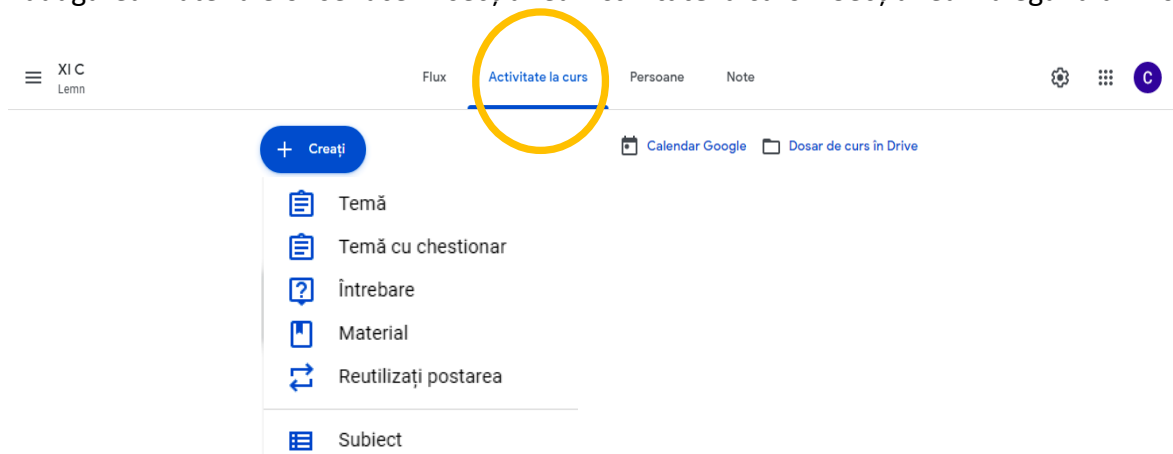 XI C
Lemn
Flux Activitate la curs Persoane Note
C
+ Creați
Calendar Google Dosar de curs în Drive
Temă
Temă cu chestionar
Întrebare
Material
Reutilizați postarea
Subiect